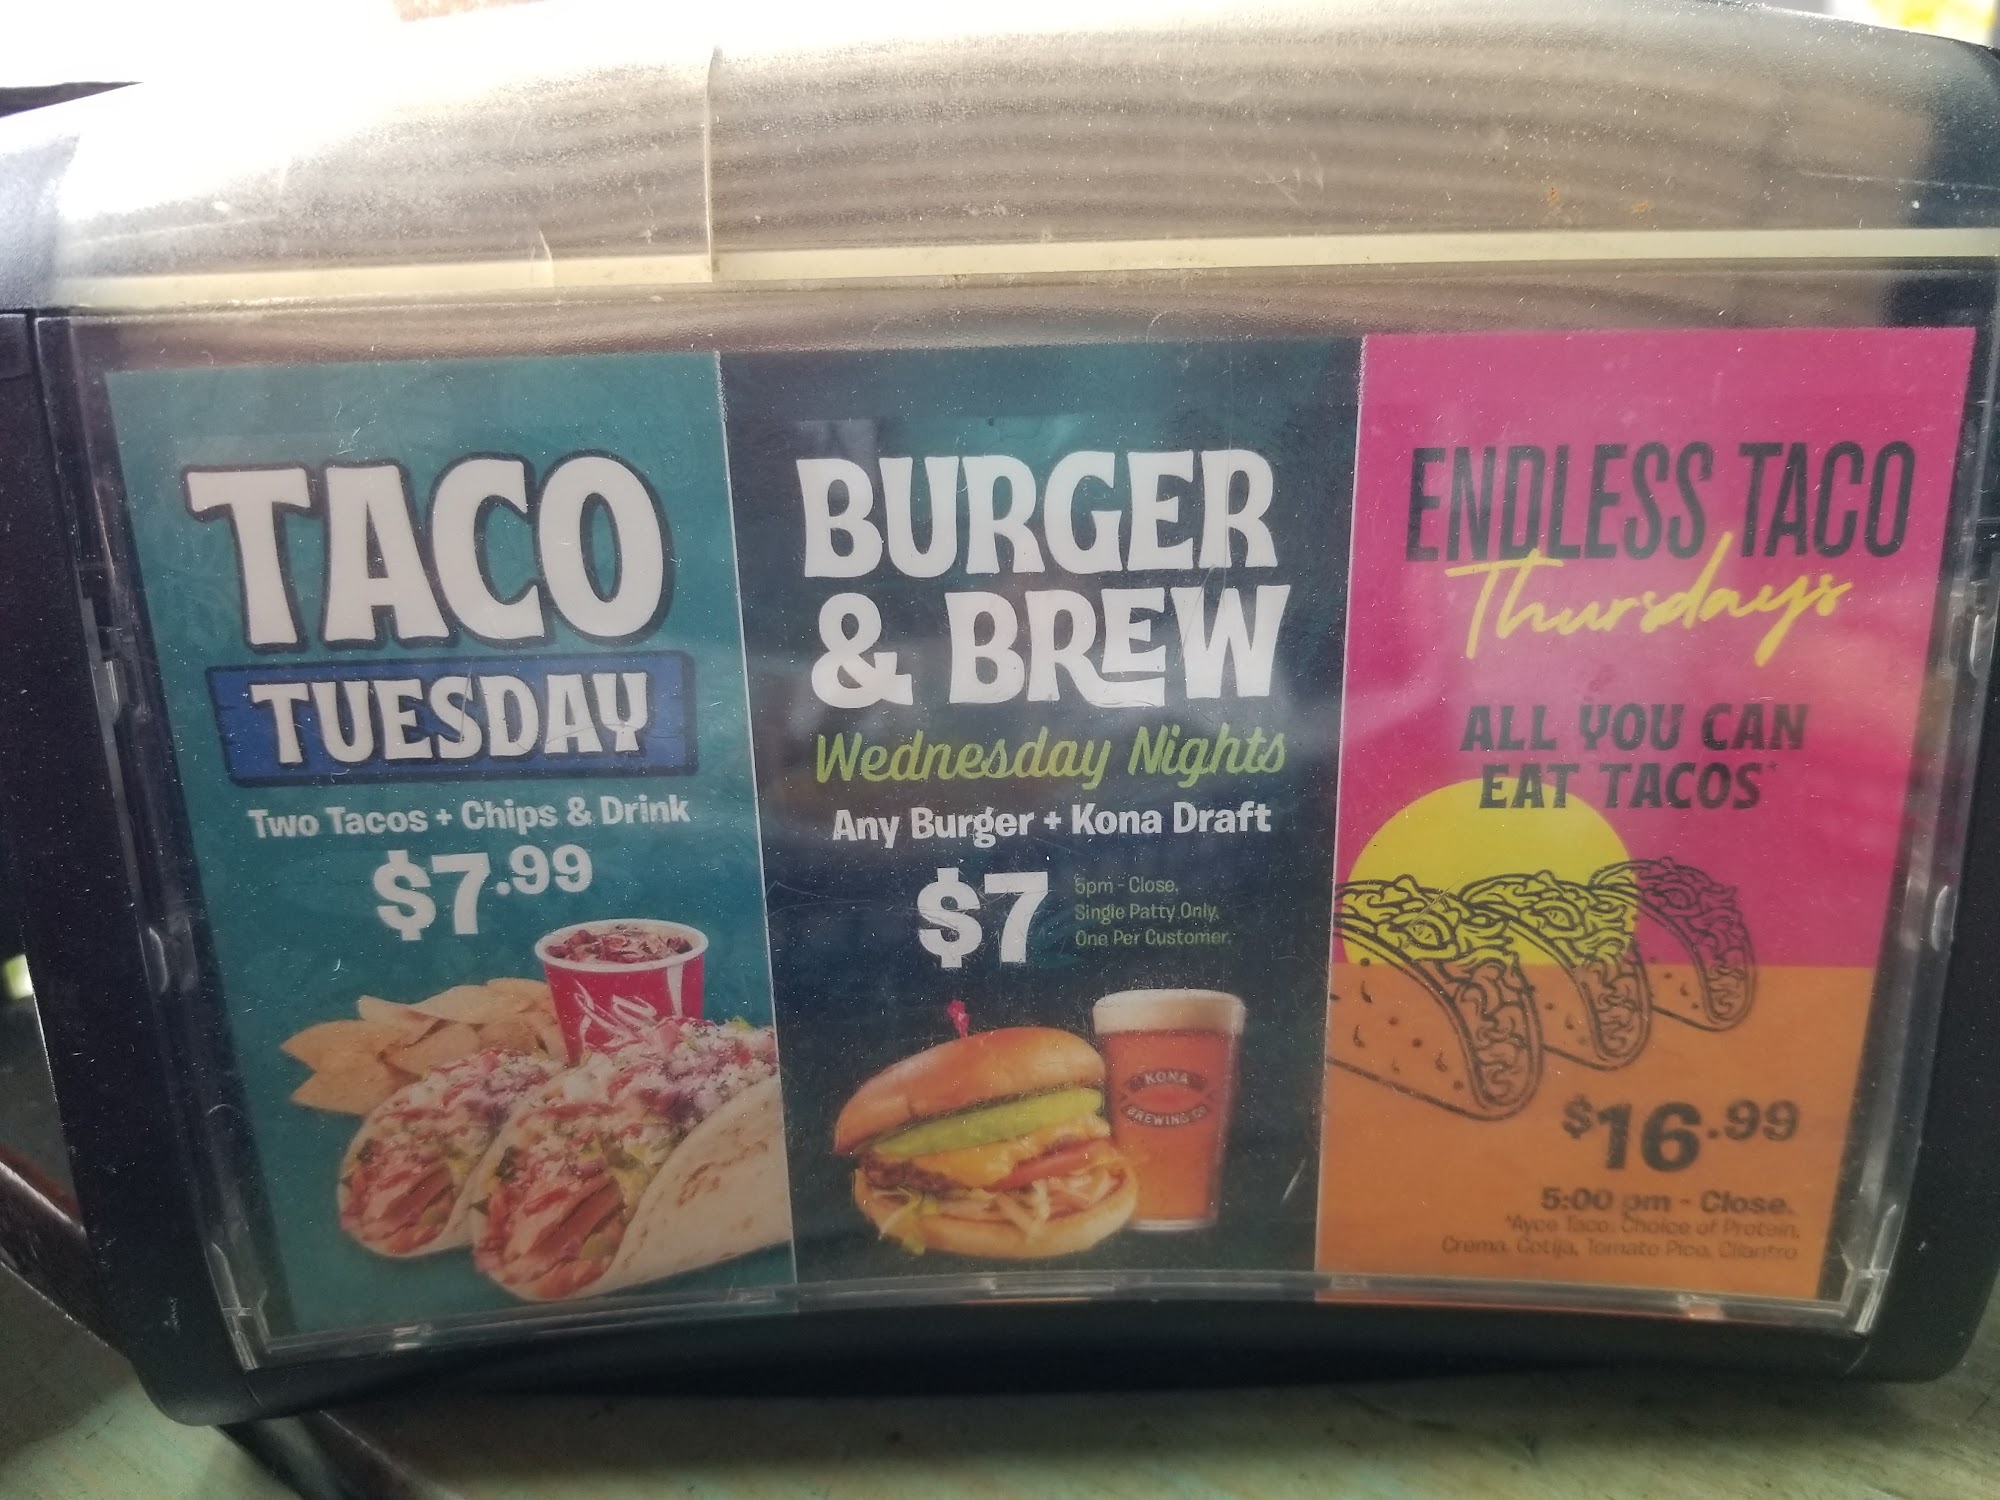 TACO
TUESDAY
Two Tacos + Chips & Drink
$7.99
BURGER
& BREW
Wednesday Nights
Any Burger + Kona Draft
$7
5pm - Close.
Single Patty Only.
One Per Customer.
KONA
BREWING CO
ENDLESS TACO
Thursdays
ALL YOU CAN
EAT TACOS*
$16.99
5:00 pm - Close.
*Ayce Taco. Choice of Protein,
Crema, Cotija, Tomato Pico, Cilantro